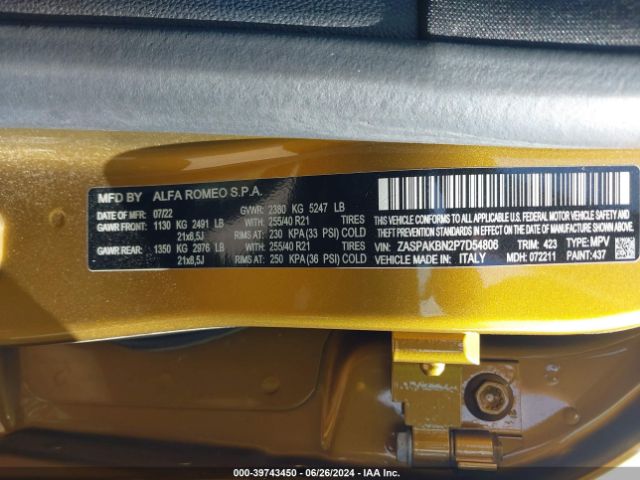 MFD BY ALFA ROMEO S.P.A.
DATE OF MFR: 07/22 GVWR: 2380 KG 5247 LB
GAWR FRONT: 1130 KG 2491 LB WITH: 255/40 R21 TIRES
21x8,5J RIMS AT: 230 KPA (33 PSI) COLD
GAWR REAR: 1350 KG 2976 LB WITH: 255/40 R21 TIRES
21x8,5J RIMS AT: 250 KPA (36 PSI) COLD
THIS VEHICLE CONFORMS TO ALL APPLICABLE
U.S.A. FEDERAL MOTOR VEHICLE SAFETY, BUMPER AND
THEFT PREVENTION STANDARDS IN EFFECT ON THE DATE OF MANUFACTURE SHOWN ABOVE
VIN: ZASPAKBN2P7D54806 TRIM: 423 TYPE: MPV
VEHICLE MADE IN: ITALY MDH: 072211 PAINT: 437
000-39743450 - 06/26/2024 - IAA Inc.